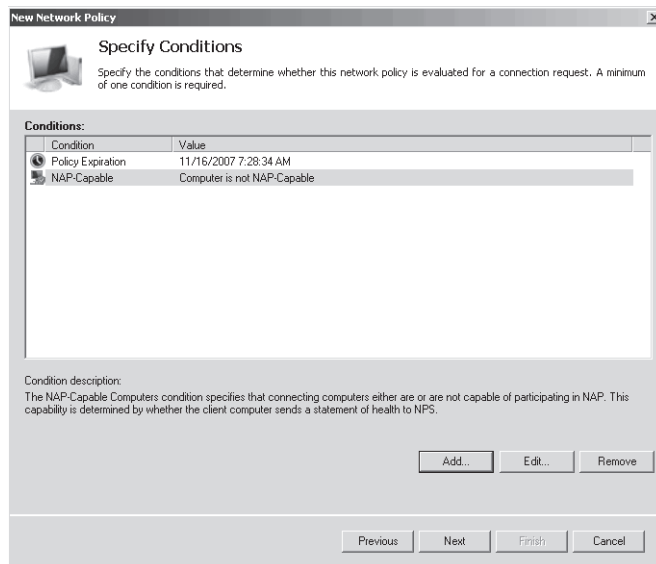 New Network Policy
Specify Conditions
Specify the conditions that determine whether this network policy is evaluated for a connection request. A minimum
of one condition is required.
Conditions:
Condition Value
Policy Expiration 11/16/2007 7:28:34 AM
NAP-Capable Computer is not NAP-Capable
Condition description:
The NAP-Capable Computers condition specifies that connecting computers either are or are not capable of participating in NAP. This
capability is determined by whether the client computer sends a statement of health to NPS.
Add... Edit... Remove
Previous Next Finish Cancel